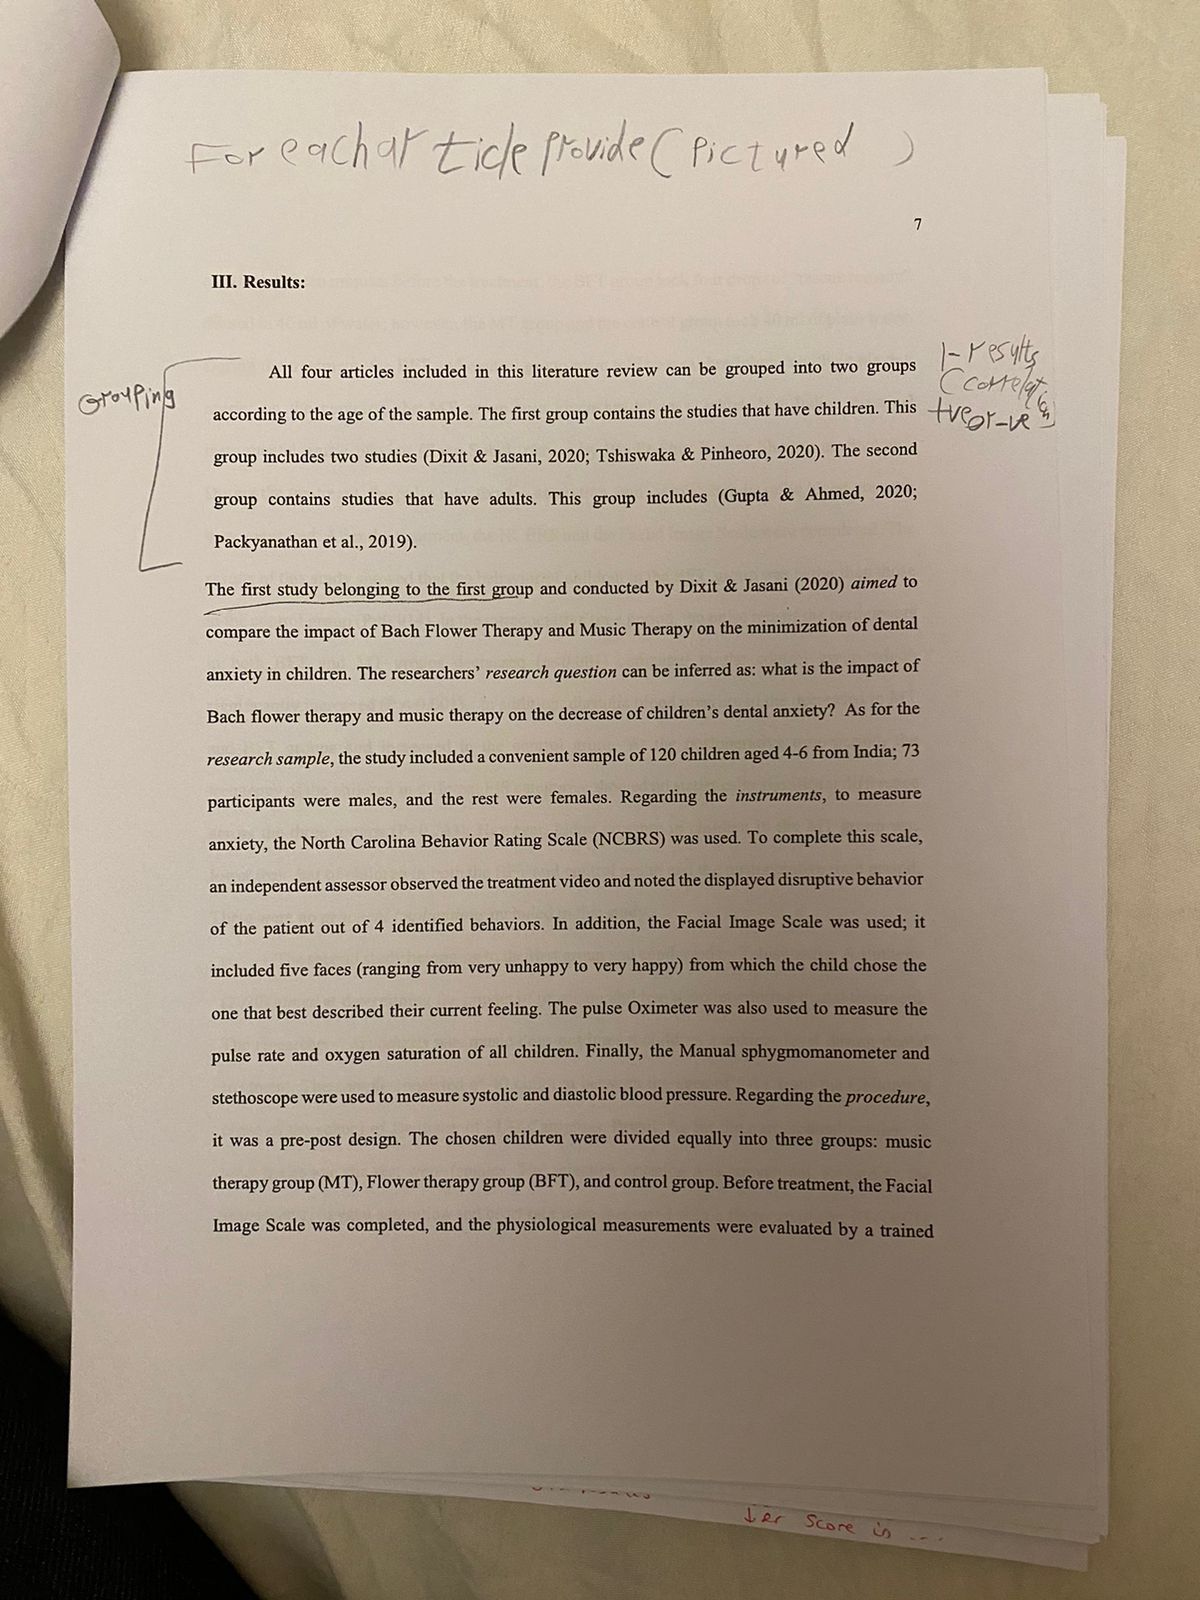 For each article provide ( Pictured )
7
III. Results:
Grouping
1- results
( correlation
+ve or -ve )
All four articles included in this literature review can be grouped into two groups
according to the age of the sample. The first group contains the studies that have children. This
group includes two studies (Dixit & Jasani, 2020; Tshiswaka & Pinheoro, 2020). The second
group contains studies that have adults. This group includes (Gupta & Ahmed, 2020;
Packyanathan et al., 2019).
The first study belonging to the first group and conducted by Dixit & Jasani (2020) aimed to
compare the impact of Bach Flower Therapy and Music Therapy on the minimization of dental
anxiety in children. The researchers' research question can be inferred as: what is the impact of
Bach flower therapy and music therapy on the decrease of children's dental anxiety? As for the
research sample, the study included a convenient sample of 120 children aged 4-6 from India; 73
participants were males, and the rest were females. Regarding the instruments, to measure
anxiety, the North Carolina Behavior Rating Scale (NCBRS) was used. To complete this scale,
an independent assessor observed the treatment video and noted the displayed disruptive behavior
of the patient out of 4 identified behaviors. In addition, the Facial Image Scale was used; it
included five faces (ranging from very unhappy to very happy) from which the child chose the
one that best described their current feeling. The pulse Oximeter was also used to measure the
pulse rate and oxygen saturation of all children. Finally, the Manual sphygmomanometer and
stethoscope were used to measure systolic and diastolic blood pressure. Regarding the procedure,
it was a pre-post design. The chosen children were divided equally into three groups: music
therapy group (MT), Flower therapy group (BFT), and control group. Before treatment, the Facial
Image Scale was completed, and the physiological measurements were evaluated by a trained
↓er score in ...